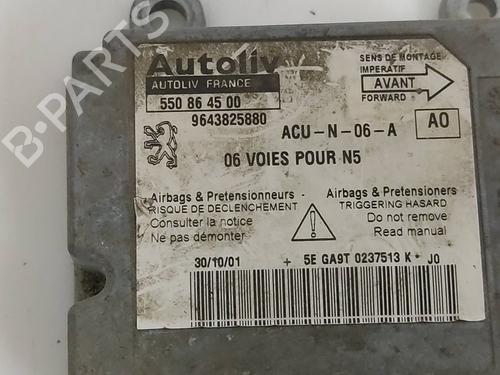 B-PARTS
Autoliv
AUTOLIV FRANCE
550 86 45 00
9643825880
SENS DE MONTAGE
IMPERATIF
AVANT
FORWARD
ACU-N-06-A
A0
06 VOIES POUR N5
Airbags & Pretensionneurs
RISQUE DE DECLENCHEMENT
Consulter la notice
Ne pas démonter
Airbags & Pretensioners
TRIGGERING HASARD
Do not remove
Read manual
30/10/01 + 5E GA9T 0237513 K * J0